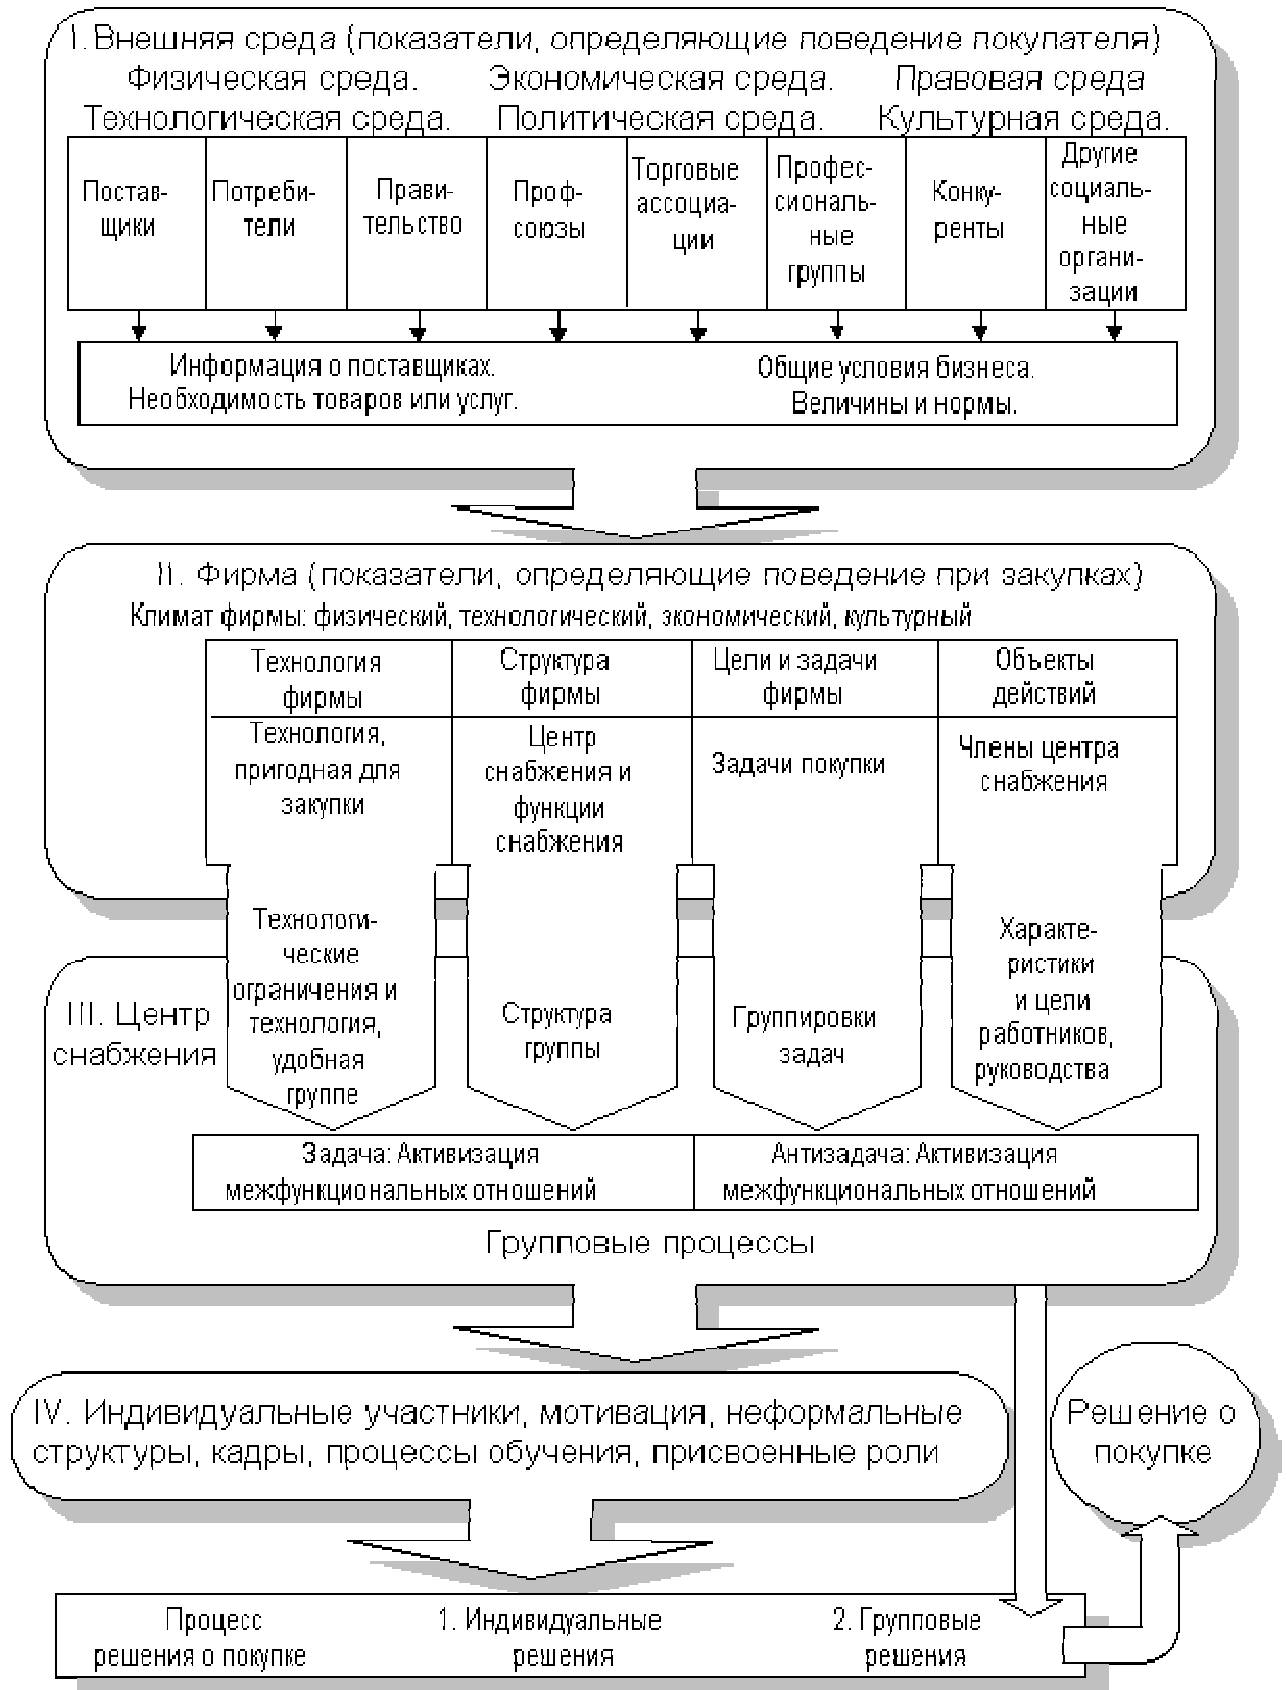 I. Внешняя среда (показатели, определяющие поведение покупателя)
Физическая среда. Экономическая среда. Правовая среда
Технологическая среда. Политическая среда. Культурная среда.
Постав-
щики
Потреби-
тели
Прави-
тельство
Проф-
союзы
Торговые
ассоциа-
ции
Профес-
сиональ-
ные
группы
Конку-
ренты
Другие
социаль-
ные
органи-
зации
Информация о поставщиках.
Необходимость товаров или услуг.
Общие условия бизнеса.
Величины и нормы.
II. Фирма (показатели, определяющие поведение при закупках)
Климат фирмы: физический, технологический, экономический, культурный
Технология
фирмы
Структура
фирмы
Цели и задачи
фирмы
Объекты
действий
Технология,
пригодная для
закупки
Центр
снабжения и
функции
снабжения
Задачи покупки
Члены центра
снабжения
III. Центр
снабжения
Технологи-
ческие
ограничения и
технология,
удобная
группе
Структура
группы
Группировки
задач
Характе-
ристики
и цели
работников,
руководства
Задача: Активизация
межфункциональных отношений
Антизадача: Активизация
межфункциональных отношений
Групповые процессы
IV. Индивидуальные участники, мотивация, неформальные
структуры, кадры, процессы обучения, присвоенные роли
Решение о
покупке
Процесс
решения о покупке
1. Индивидуальные
решения
2. Групповые
решения